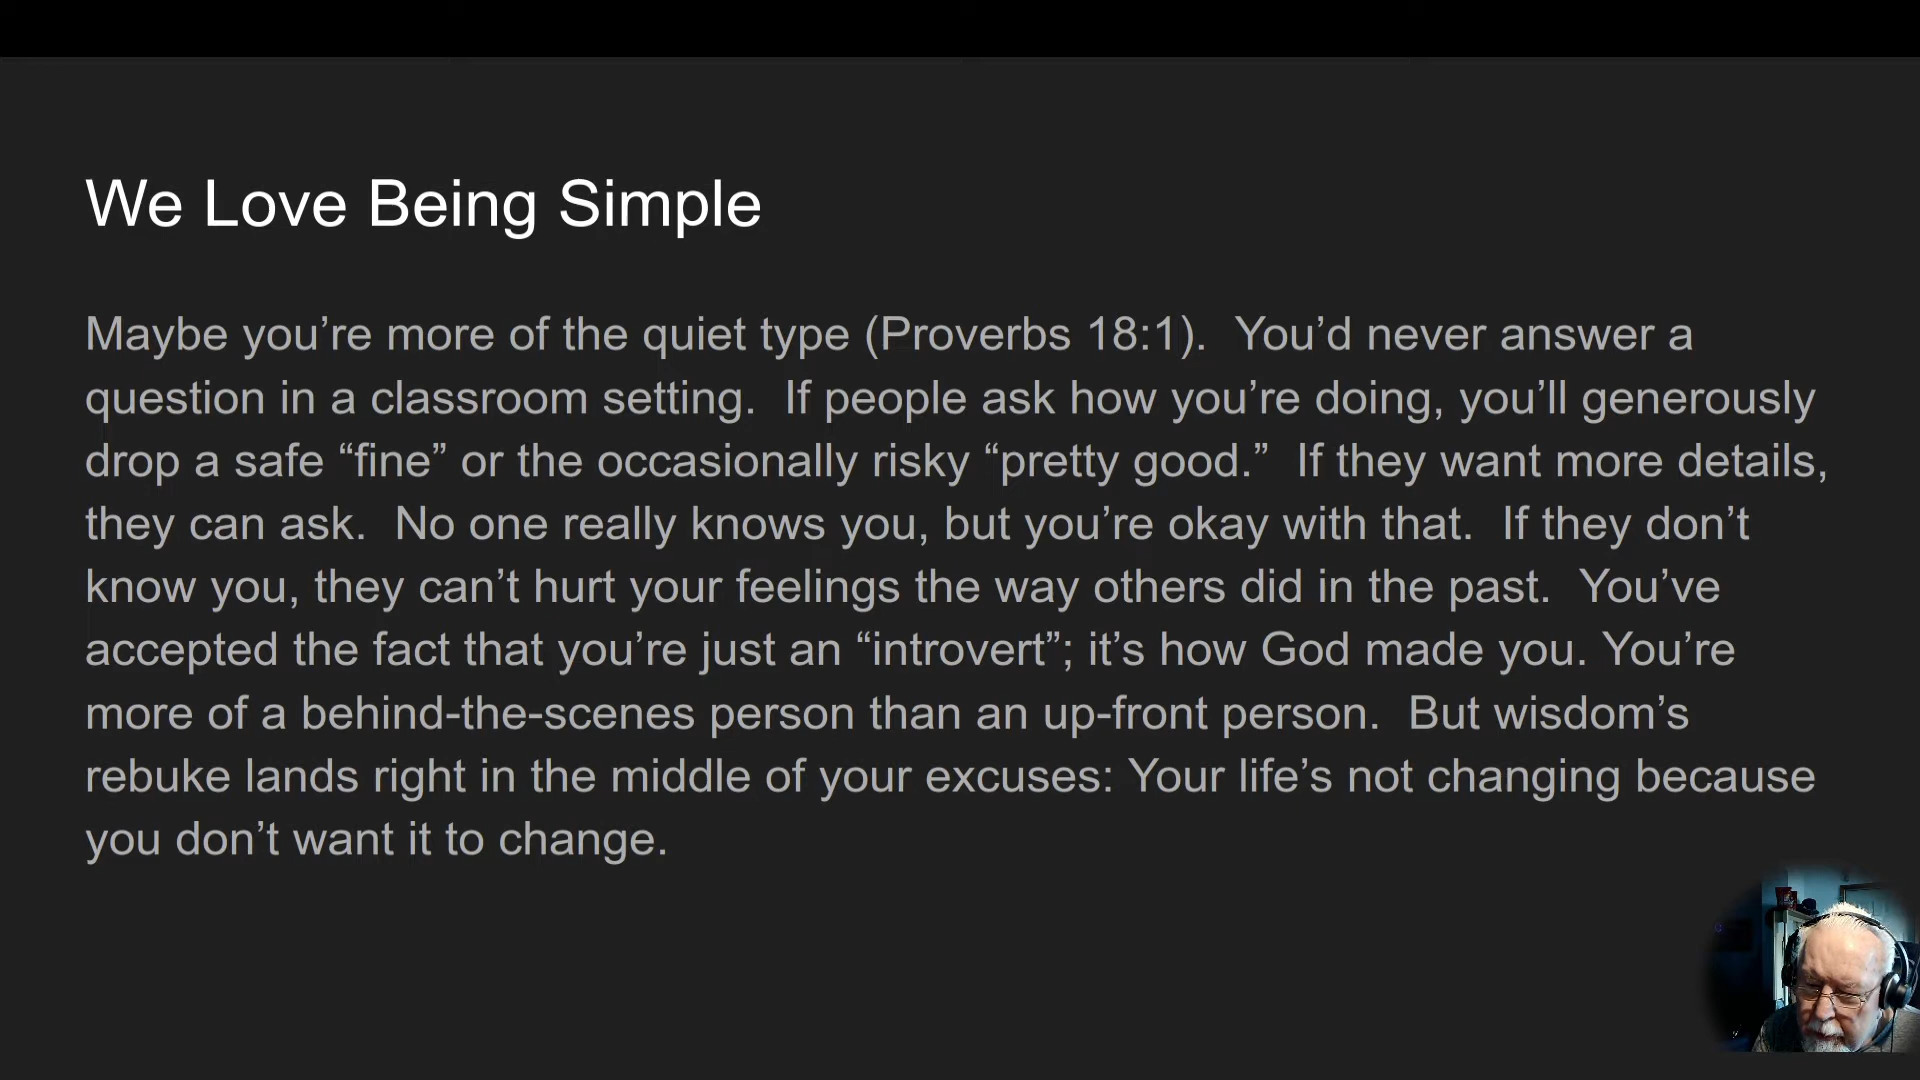 We Love Being Simple
Maybe you’re more of the quiet type (Proverbs 18:1).  You’d never answer a
question in a classroom setting.  If people ask how you’re doing, you’ll generously
drop a safe “fine” or the occasionally risky “pretty good.”  If they want more details,
they can ask.  No one really knows you, but you’re okay with that.  If they don’t
know you, they can’t hurt your feelings the way others did in the past.  You’ve
accepted the fact that you’re just an “introvert”; it’s how God made you. You’re
more of a behind-the-scenes person than an up-front person.  But wisdom’s
rebuke lands right in the middle of your excuses: Your life’s not changing because
you don’t want it to change.